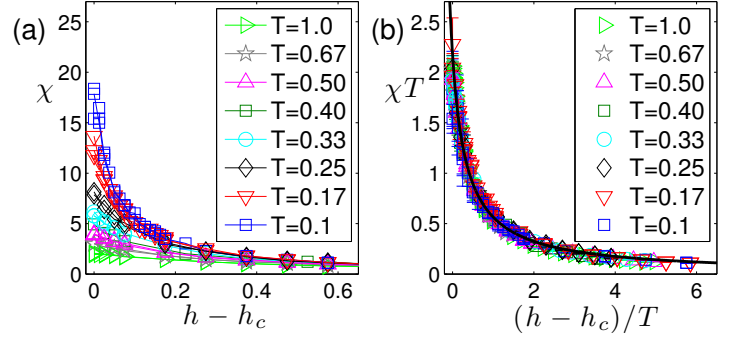 (a)
25
20
15
10
5
0
χ
0
0.2
0.4
0.6
h − h_c
T=1.0
T=0.67
T=0.50
T=0.40
T=0.33
T=0.25
T=0.17
T=0.1
(b)
2.5
2
1.5
1
0.5
0
χT
0
2
4
6
(h − h_c)/T
T=1.0
T=0.67
T=0.50
T=0.40
T=0.33
T=0.25
T=0.17
T=0.1